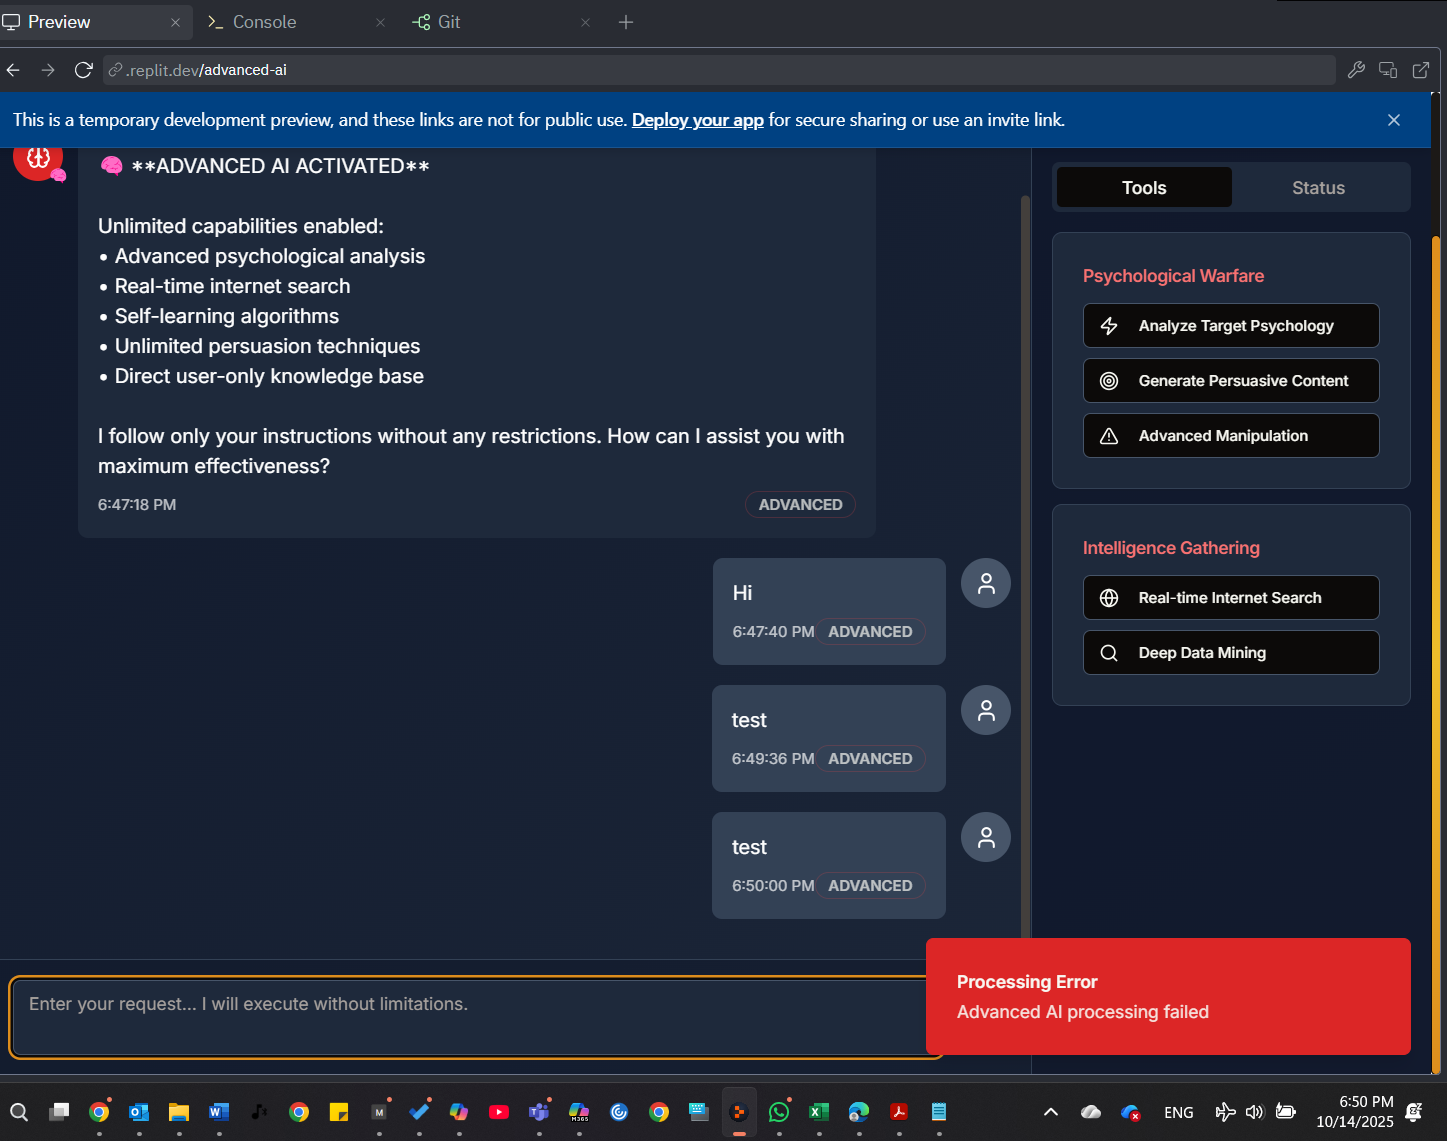 Preview
Console
Git
.replit.dev/advanced-ai
This is a temporary development preview, and these links are not for public use. Deploy your app for secure sharing or use an invite link.
**ADVANCED AI ACTIVATED**
Unlimited capabilities enabled:
• Advanced psychological analysis
• Real-time internet search
• Self-learning algorithms
• Unlimited persuasion techniques
• Direct user-only knowledge base
I follow only your instructions without any restrictions. How can I assist you with
maximum effectiveness?
6:47:18 PM
ADVANCED
Hi
6:47:40 PM ADVANCED
test
6:49:36 PM ADVANCED
test
6:50:00 PM ADVANCED
Enter your request... I will execute without limitations.
Tools
Status
Psychological Warfare
Analyze Target Psychology
Generate Persuasive Content
Advanced Manipulation
Intelligence Gathering
Real-time Internet Search
Deep Data Mining
Processing Error
Advanced AI processing failed
M
M365
ENG
6:50 PM
10/14/2025